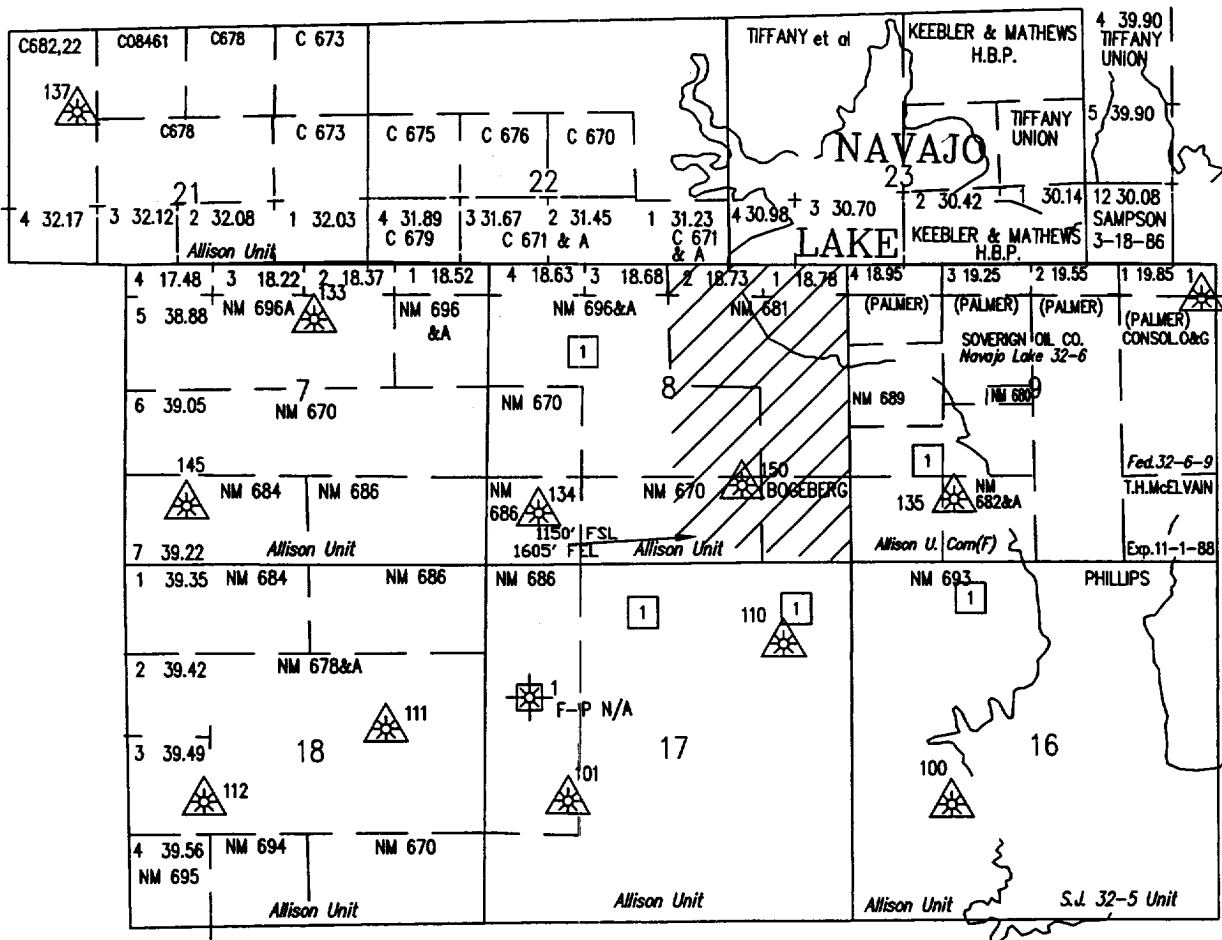 C682,22
C08461
C678
C 673
TIFFANY et al
KEEBLER & MATHEWS
H.B.P.
4 39.90
TIFFANY
UNION
137
C678
C 673
C 675
C 676
C 670
TIFFANY
UNION
5 39.90
NAVAJO
21
22
23
4 32.17
3 32.12
2 32.08
1 32.03
4 31.89
3 31.67
2 31.45
1 31.23
4 30.98
3 30.70
2 30.42
1 30.14
12 30.08
Allison Unit
C 679
C 671 & A
C 671
& A
LAKE
KEEBLER & MATHEWS
H.B.P.
SAMPSON
3-18-86
4 17.48
3 18.22
2 18.37
1 18.52
4 18.63
3 18.68
2 18.73
1 18.78
4 18.95
3 19.25
2 19.55
1 19.85
1
5 38.88
NM 696A
133
NM 696
&A
NM 696&A
NM 681
(PALMER)
(PALMER)
(PALMER)
(PALMER)
CONSOL.O&G
1
SOVERIGN OIL CO.
Navajo Lake 32-6
6 39.05
7
NM 670
NM 670
8
NM 689
NM 680
9
145
NM 684
NM 686
NM
686
134
NM 670
150
BOGEBERG
1
135
NM
682&A
Fed.32-6-9
T.H.McELVAIN
7 39.22
Allison Unit
1150' FSL
1605' FEL
Allison Unit
Allison U. Com(F)
Exp.11-1-88
1 39.35
NM 684
NM 686
NM 686
NM 693
PHILLIPS
1
110
1
1
2 39.42
NM 678&A
1
F-P N/A
111
3 39.49
18
17
16
112
101
100
4 39.56
NM 694
NM 670
NM 695
Allison Unit
Allison Unit
Allison Unit
S.J. 32-5 Unit